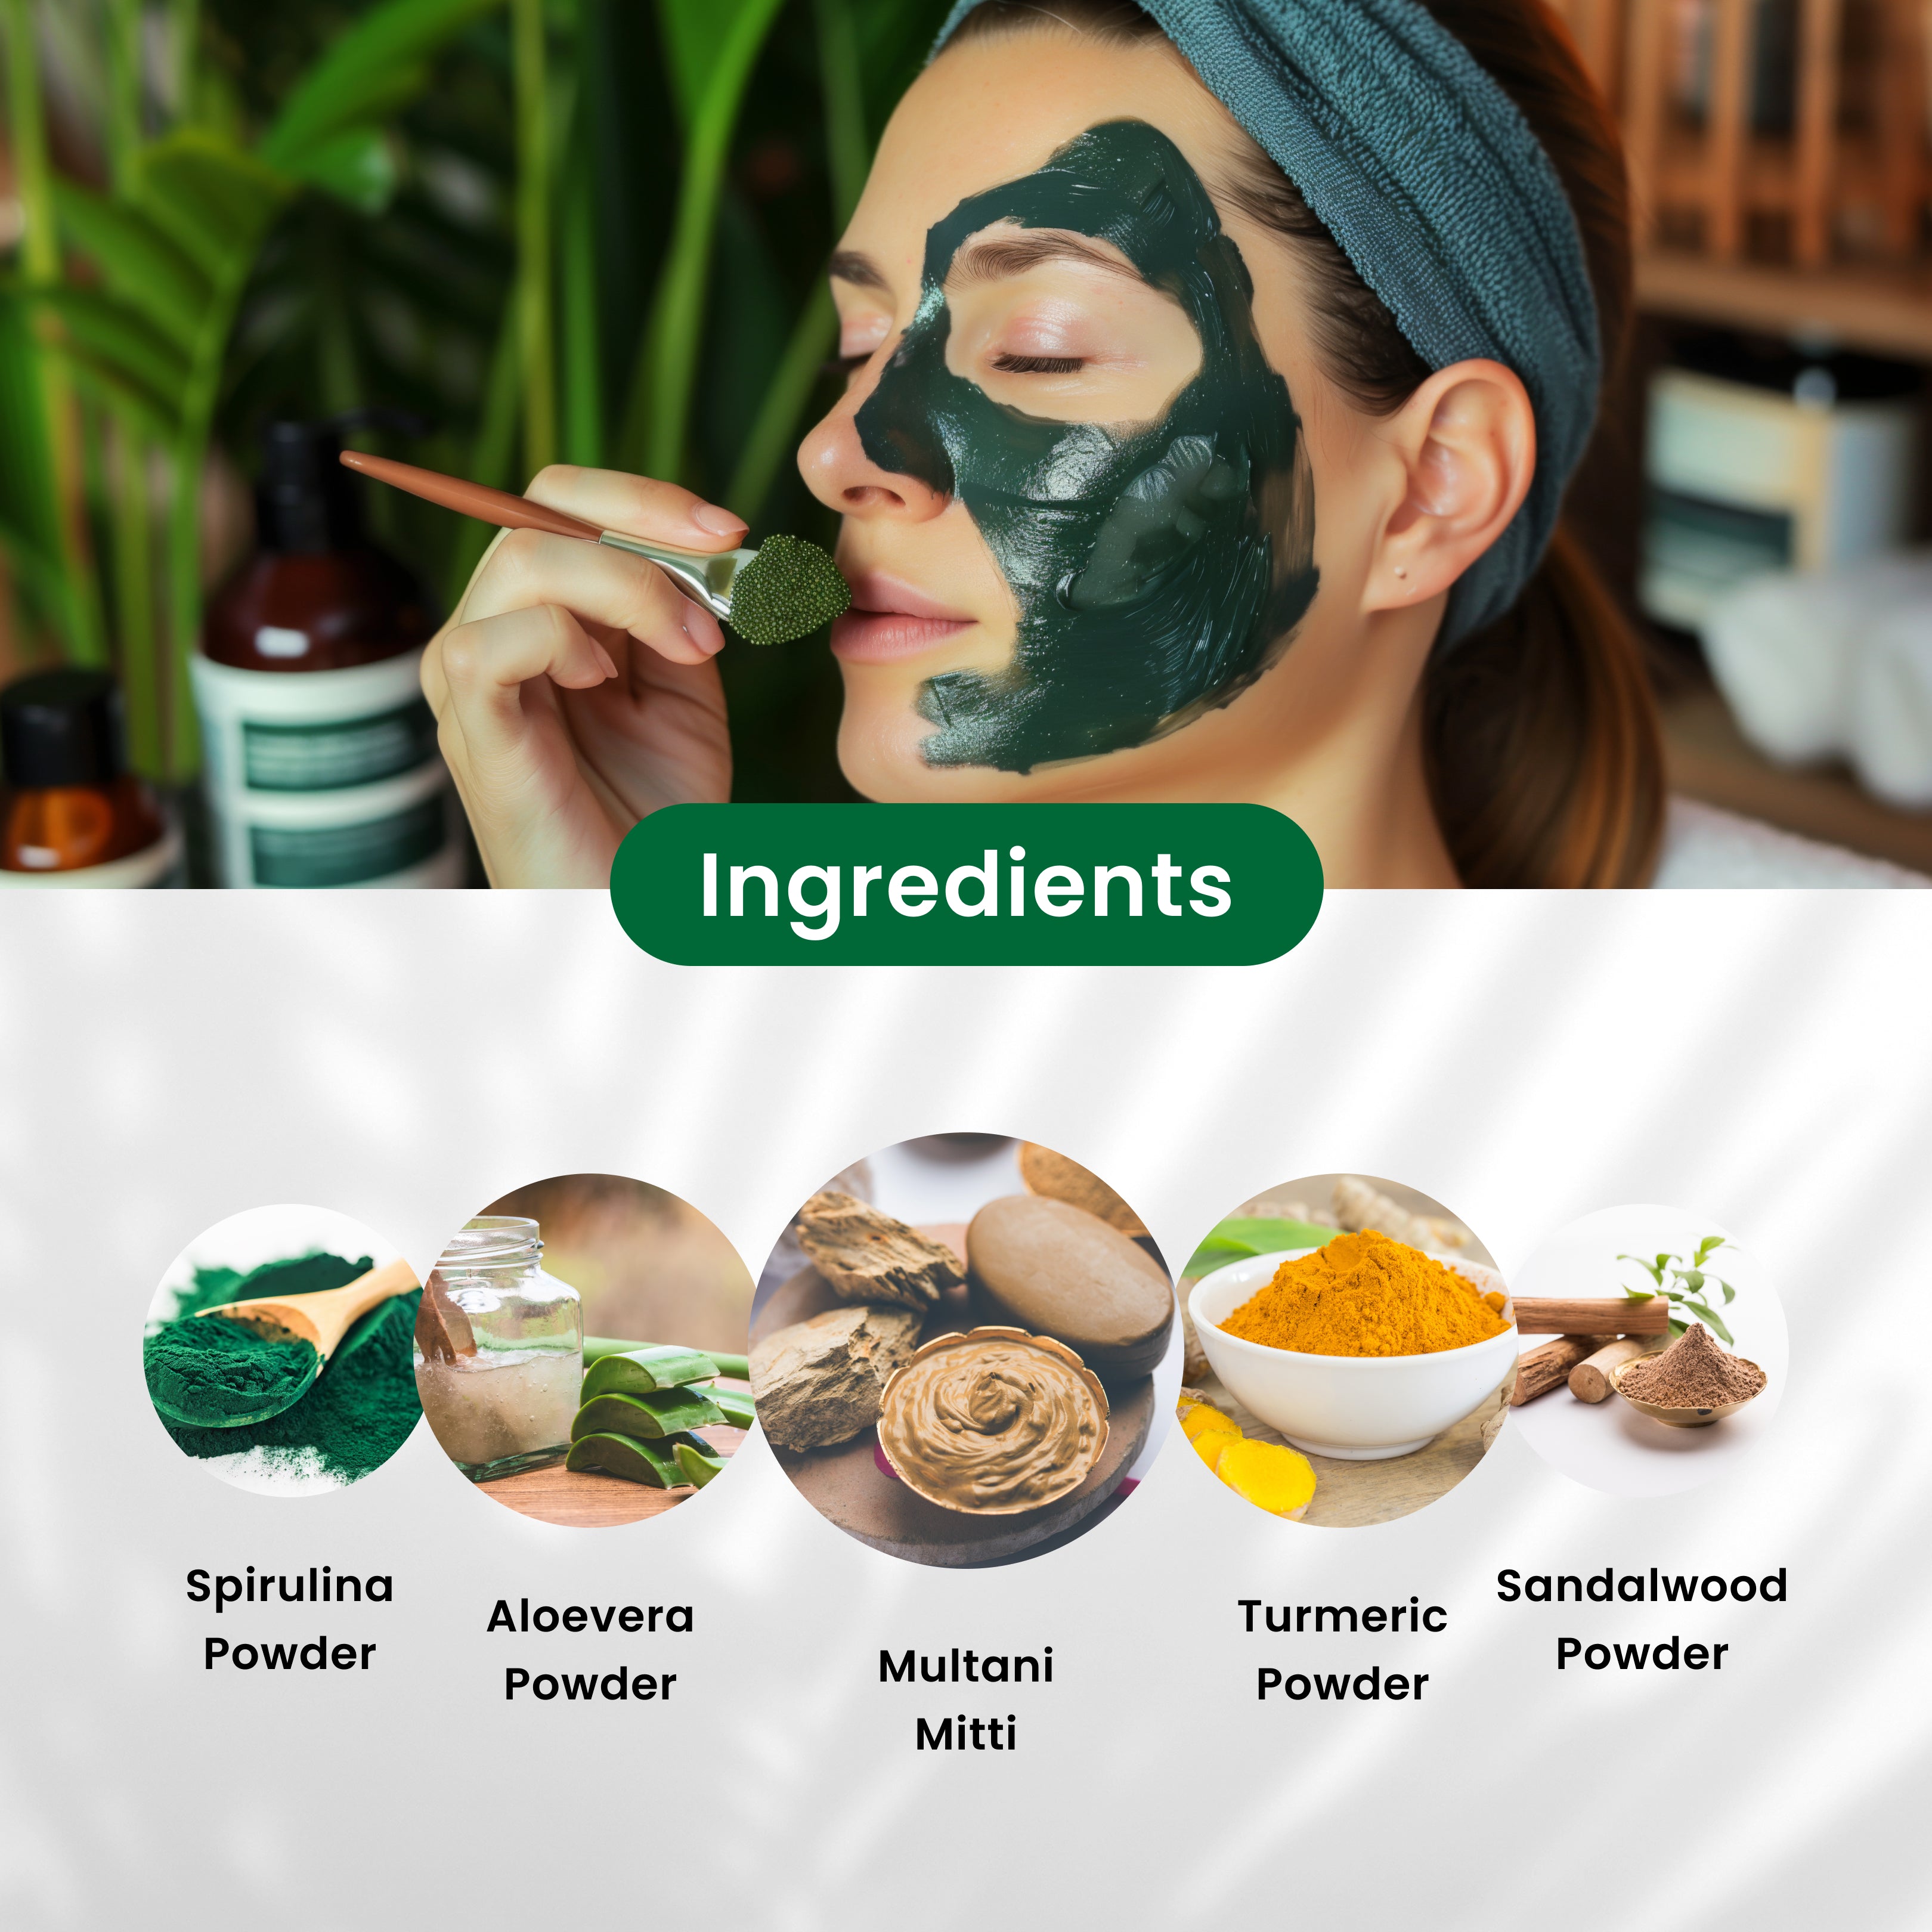 Ingredients
Spirulina
Powder
Aloevera
Powder
Multani
Mitti
Turmeric
Powder
Sandalwood
Powder